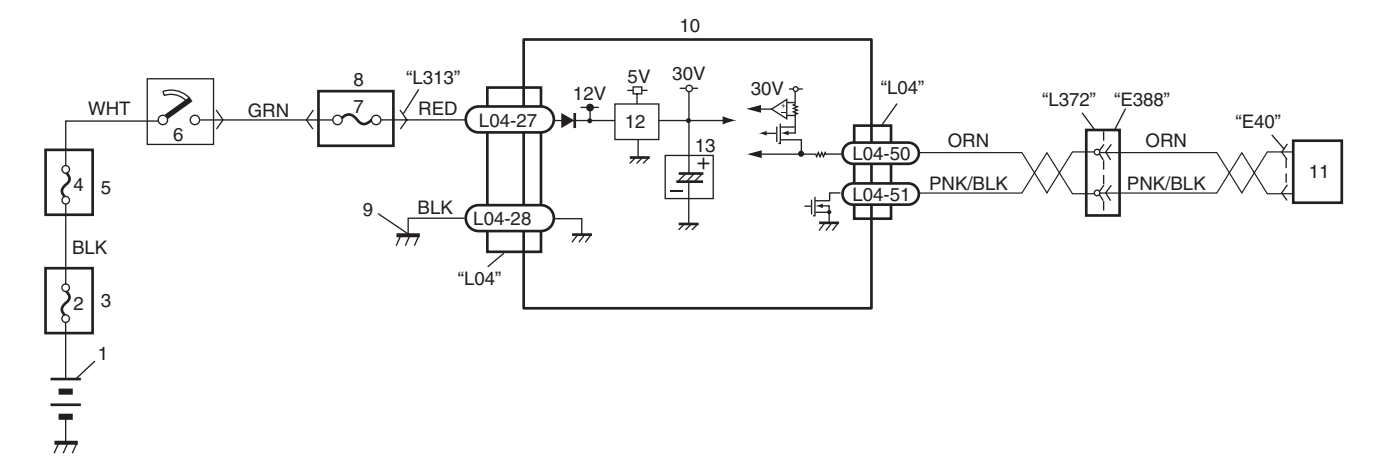 10
8
"L313"
5V
30V
12V
30V
"L04"
"L372"
"E388"
WHT
GRN
7
RED
L04-27
12
"E40"
6
13
+
−
L04-50
ORN
ORN
11
4
5
PNK/BLK
PNK/BLK
L04-51
9
BLK
L04-28
BLK
"L04"
2
3
1